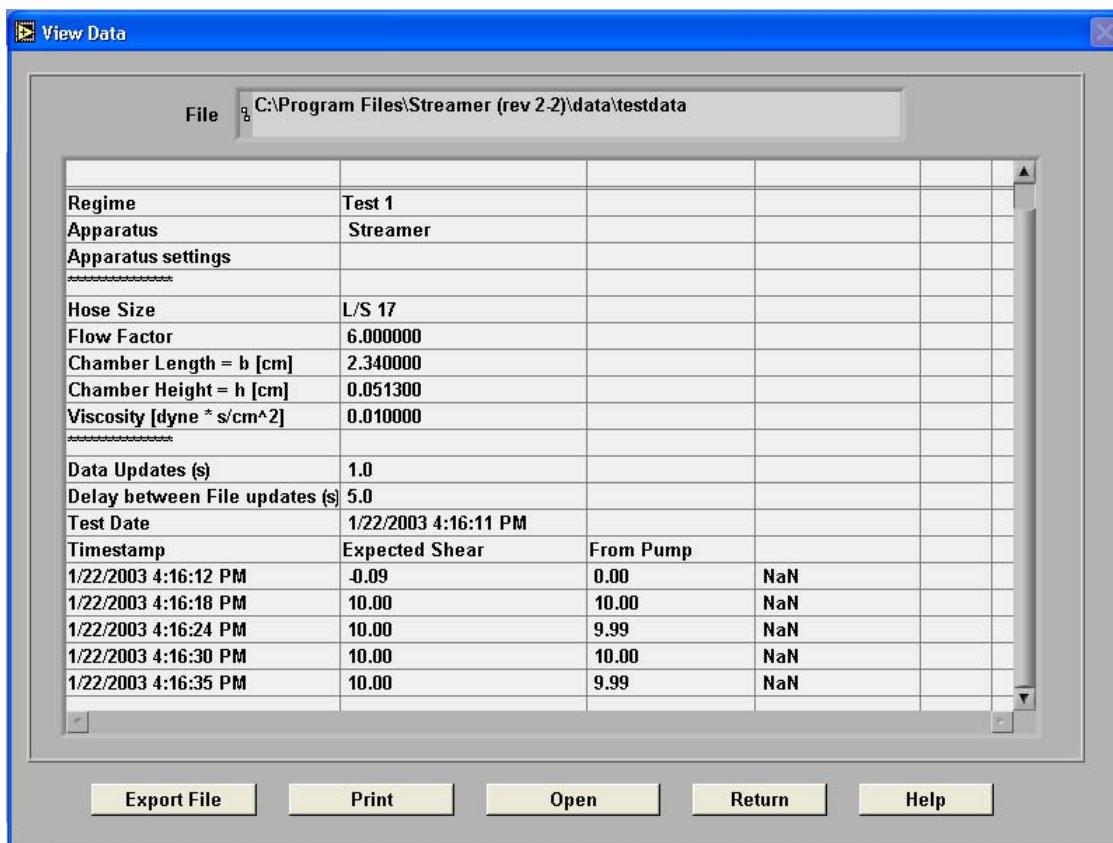 View Data
File C:\Program Files\Streamer (rev 2-2)\data\testdata
Regime Test 1
Apparatus Streamer
Apparatus settings
***************
Hose Size L/S 17
Flow Factor 6.000000
Chamber Length = b [cm] 2.340000
Chamber Height = h [cm] 0.051300
Viscosity [dyne * s/cm^2] 0.010000
***************
Data Updates (s) 1.0
Delay between File updates (s) 5.0
Test Date 1/22/2003 4:16:11 PM
Timestamp Expected Shear From Pump
1/22/2003 4:16:12 PM -0.09 0.00 NaN
1/22/2003 4:16:18 PM 10.00 10.00 NaN
1/22/2003 4:16:24 PM 10.00 9.99 NaN
1/22/2003 4:16:30 PM 10.00 10.00 NaN
1/22/2003 4:16:35 PM 10.00 9.99 NaN
Export File Print Open Return Help